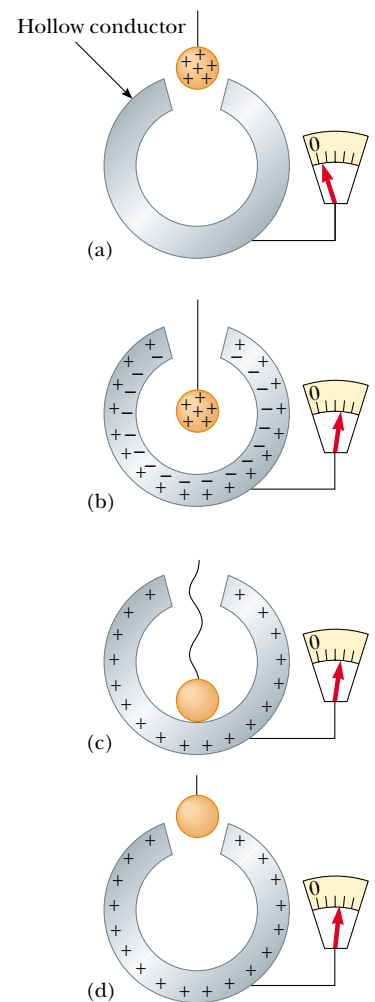 Hollow conductor
+ + + + + + +
0
(a)
0
(b)
0
(c)
0
(d)